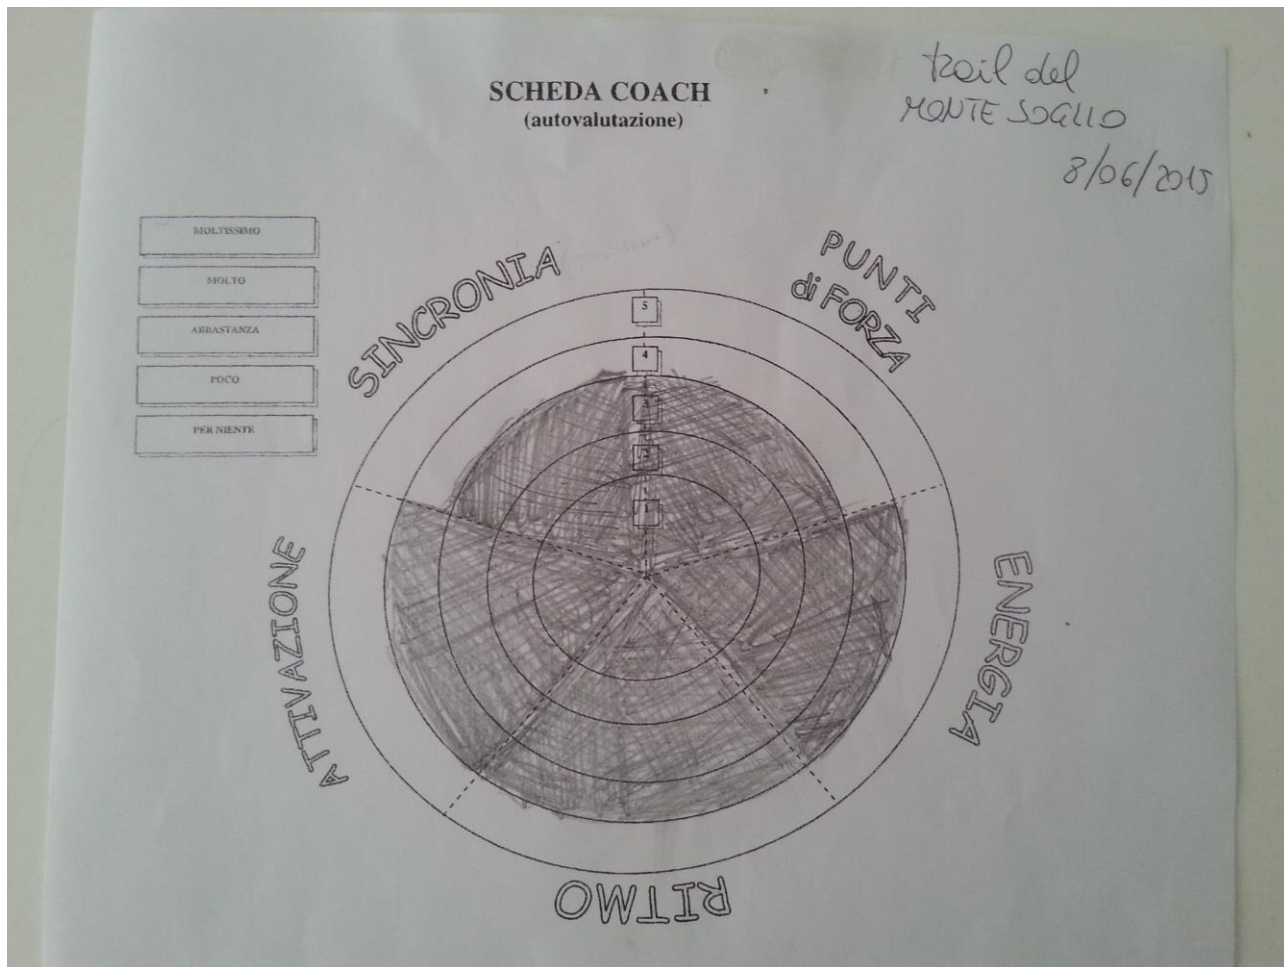 SCHEDA COACH
(autovalutazione)
trail del
MONTE SOGLIO
8/06/2015
MOLTISSIMO
MOLTO
ABBASTANZA
POCO
PER NIENTE
SINCRONIA
PUNTI
di FORZA
5
4
3
2
1
ATTIVAZIONE
ENERGIA
RITMO